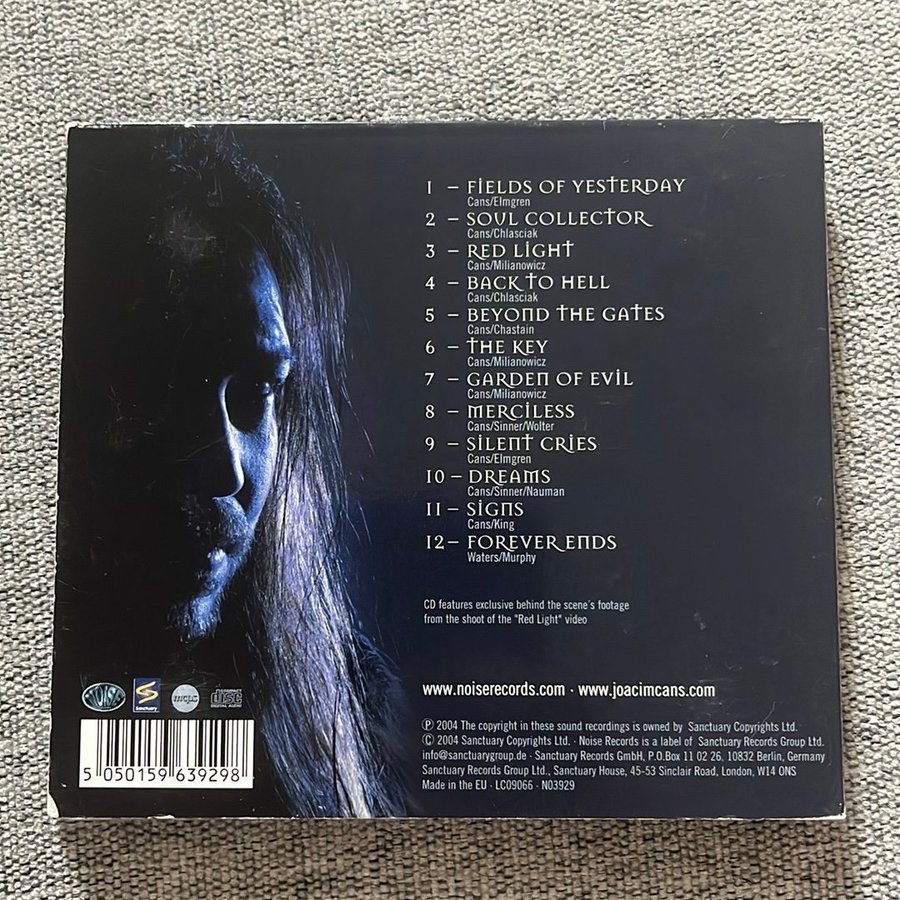 1 – FIELDS OF YESTERDAY
Cans/Elmgren
2 – SOUL COLLECTOR
Cans/Chlasciak
3 – RED LIGHT
Cans/Milianowicz
4 – BACK TO HELL
Cans/Chlasciak
5 – BEYOND THE GATES
Cans/Chastain
6 – THE KEY
Cans/Milianowicz
7 – GARDEN OF EVIL
Cans/Milianowicz
8 – MERCILESS
Cans/Sinner/Wolter
9 – SILENT CRIES
Cans/Elmgren
10 – DREAMS
Cans/Sinner/Nauman
11 – SIGNS
Cans/King
12 – FOREVER ENDS
Waters/Murphy
CD features exclusive behind the scene´s footage
from the shoot of the "Red Light" video
NOISE
Sanctuary
mcps
COMPACT
disc
DIGITAL AUDIO
www.noiserecords.com · www.joacimcans.com
5 050159 639298
℗ 2004 The copyright in these sound recordings is owned by Sanctuary Copyrights Ltd.
© 2004 Sanctuary Copyrights Ltd. · Noise Records is a label of Sanctuary Records Group Ltd.
info@sanctuarygroup.de · Sanctuary Records GmbH, P.O.Box 11 02 26, 10832 Berlin, Germany
Sanctuary Records Group Ltd., Sanctuary House, 45-53 Sinclair Road, London, W14 ONS
Made in the EU · LC09066 · N03929